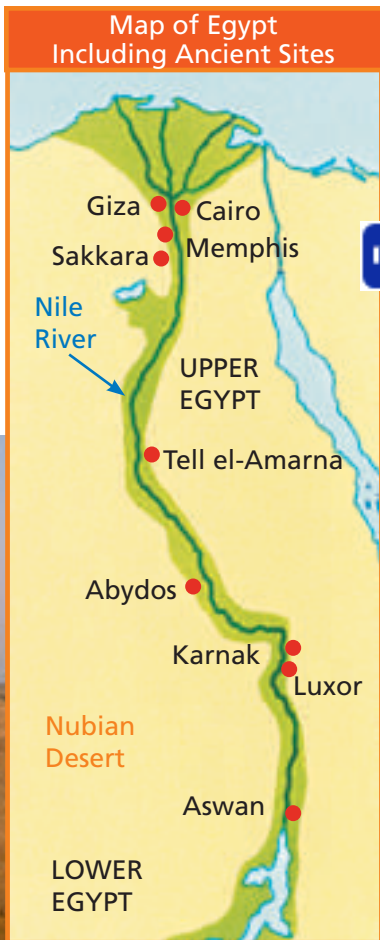 Map of Egypt
Including Ancient Sites
Giza
Cairo
Memphis
Sakkara
Nile
River
UPPER
EGYPT
Tell el-Amarna
Abydos
Karnak
Luxor
Nubian
Desert
Aswan
LOWER
EGYPT